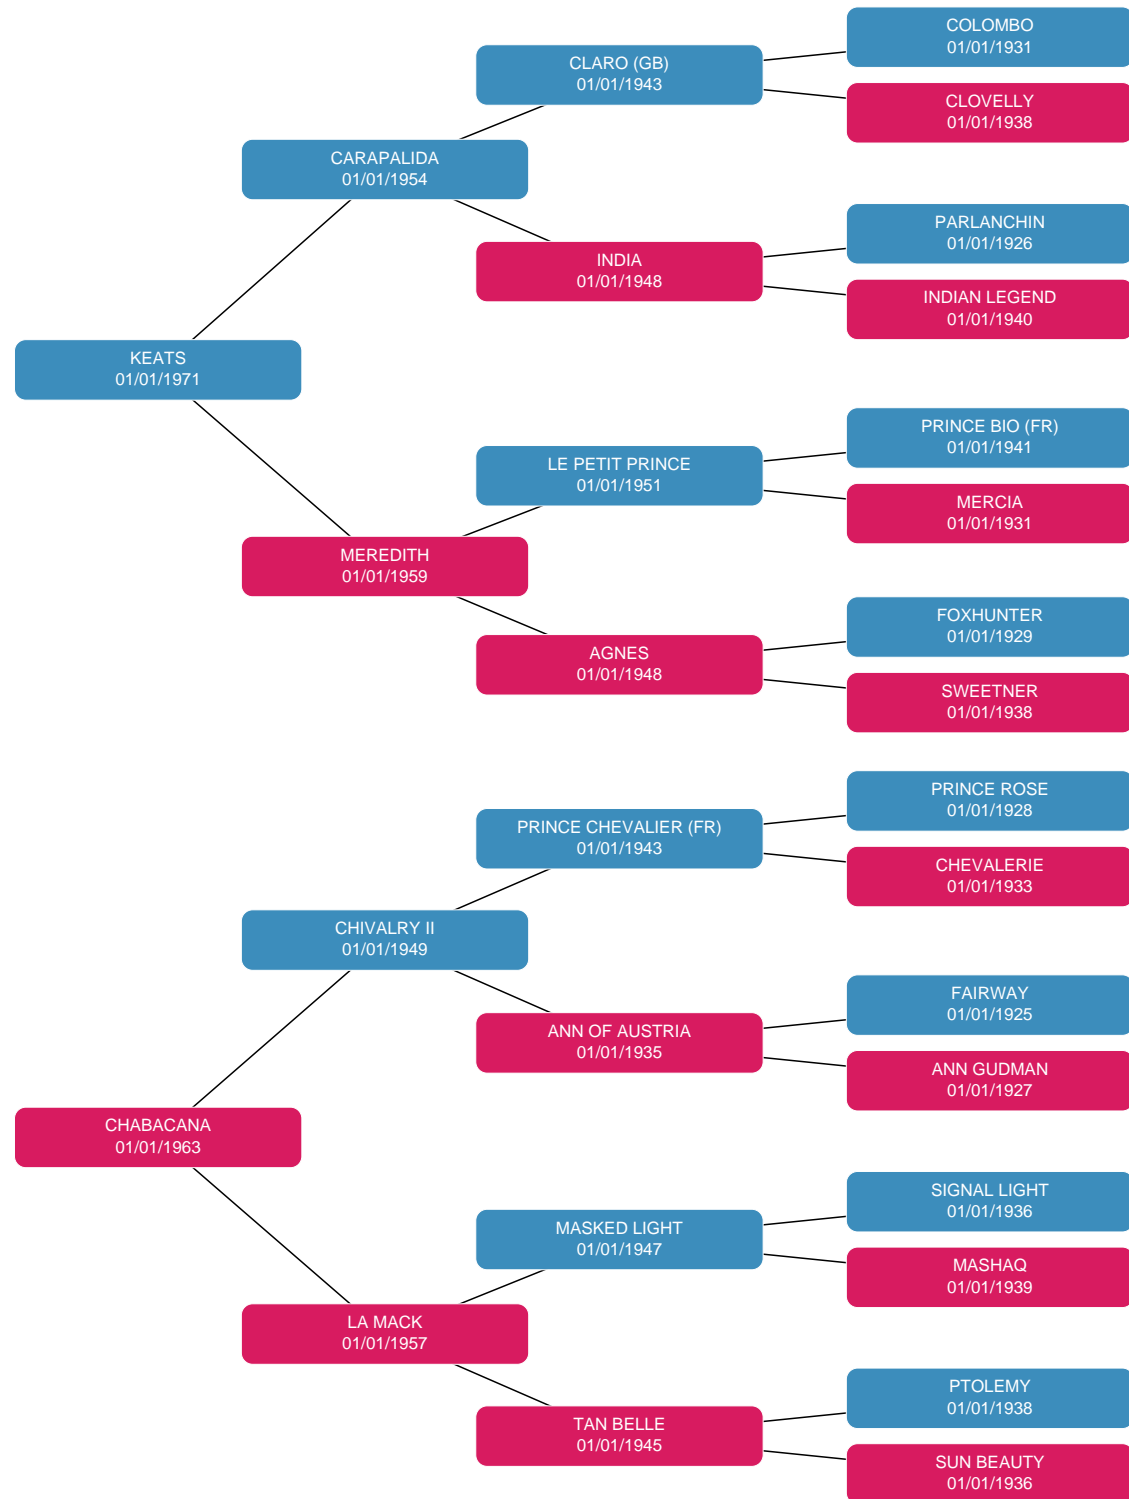 COLOMBO
01/01/1931
CLARO (GB)
01/01/1943
CLOVELLY
01/01/1938
CARAPALIDA
01/01/1954
PARLANCHIN
01/01/1926
INDIA
01/01/1948
INDIAN LEGEND
01/01/1940
KEATS
01/01/1971
PRINCE BIO (FR)
01/01/1941
LE PETIT PRINCE
01/01/1951
MERCIA
01/01/1931
MEREDITH
01/01/1959
FOXHUNTER
01/01/1929
AGNES
01/01/1948
SWEETNER
01/01/1938
PRINCE ROSE
01/01/1928
PRINCE CHEVALIER (FR)
01/01/1943
CHEVALERIE
01/01/1933
CHIVALRY II
01/01/1949
FAIRWAY
01/01/1925
ANN OF AUSTRIA
01/01/1935
ANN GUDMAN
01/01/1927
CHABACANA
01/01/1963
SIGNAL LIGHT
01/01/1936
MASKED LIGHT
01/01/1947
MASHAQ
01/01/1939
LA MACK
01/01/1957
PTOLEMY
01/01/1938
TAN BELLE
01/01/1945
SUN BEAUTY
01/01/1936